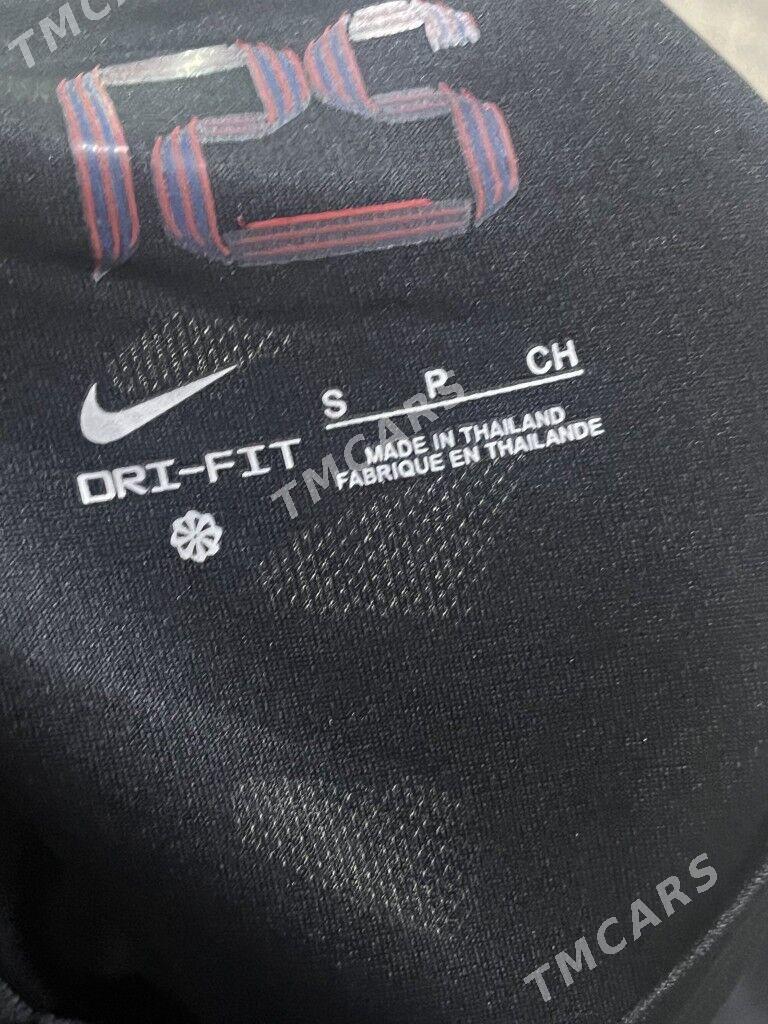 TMCARS
S P CH
DRI-FIT
MADE IN THAILAND
FABRIQUE EN THAILANDE
TMCARS
TMCARS